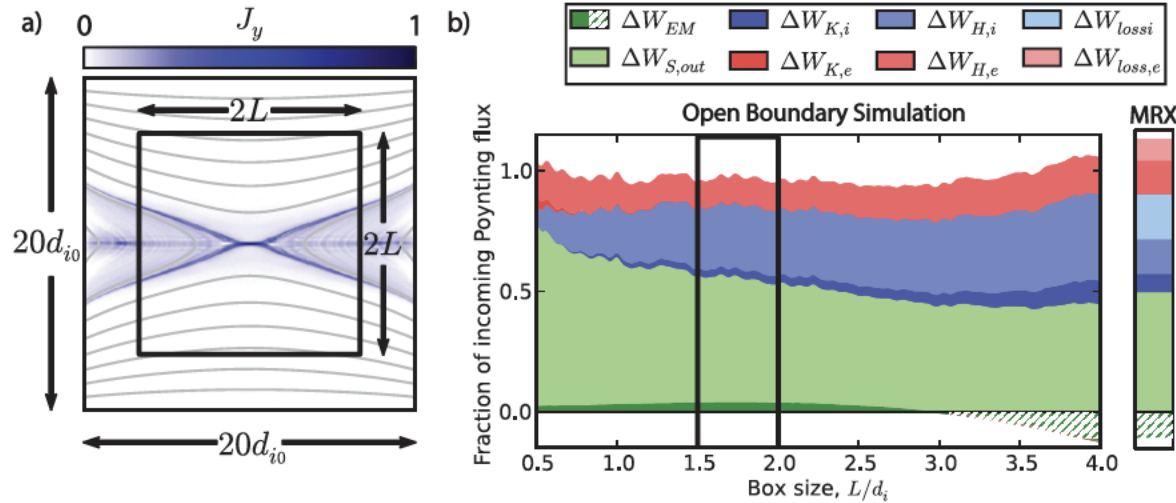 a)
J_y
0
1
2L
2L
20d_{i0}
20d_{i0}
b)
ΔW_{EM} ΔW_{K,i} ΔW_{H,i} ΔW_{lossi}
ΔW_{S,out} ΔW_{K,e} ΔW_{H,e} ΔW_{loss,e}
Open Boundary Simulation
MRX
Fraction of incoming Poynting flux
1.0
0.5
0.0
0.5 1.0 1.5 2.0 2.5 3.0 3.5 4.0
Box size, L/d_i